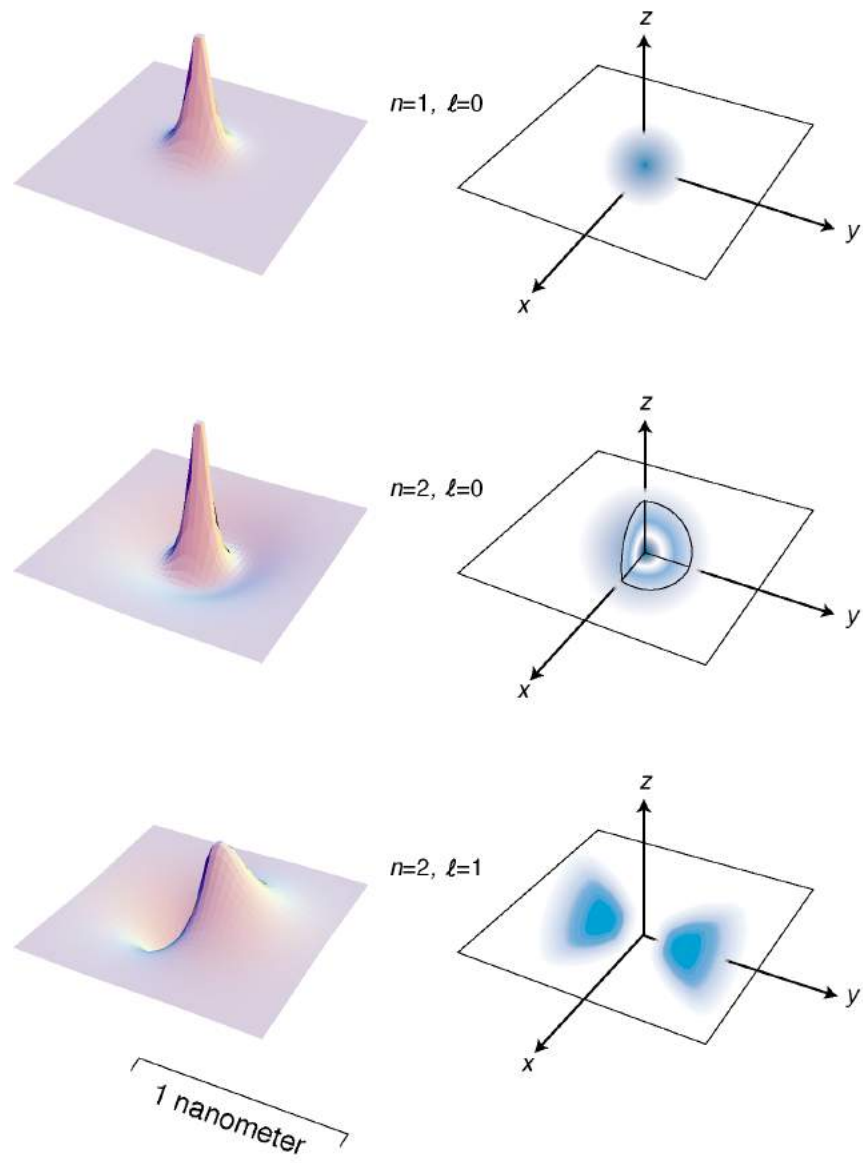 z
n=1, ℓ=0
y
x
z
n=2, ℓ=0
y
x
z
n=2, ℓ=1
y
x
1 nanometer